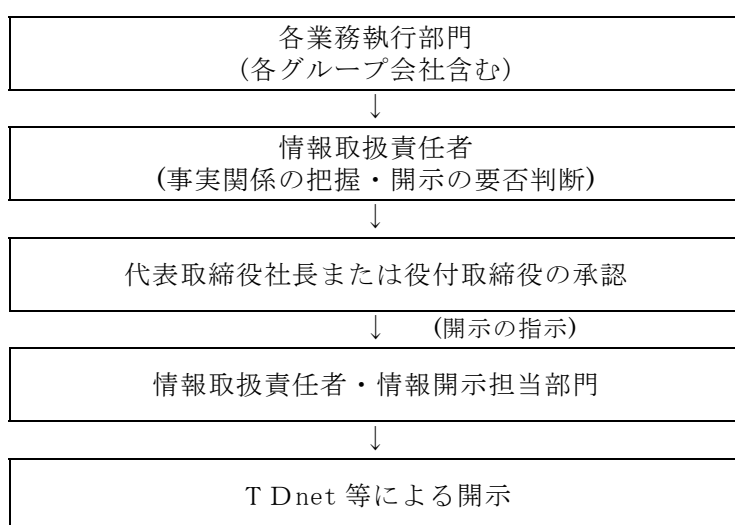 各業務執行部門
(各グループ会社含む)
↓
情報取扱責任者
(事実関係の把握・開示の要否判断)
↓
代表取締役社長または役付取締役の承認
↓ (開示の指示)
情報取扱責任者・情報開示担当部門
↓
ＴＤnet 等による開示